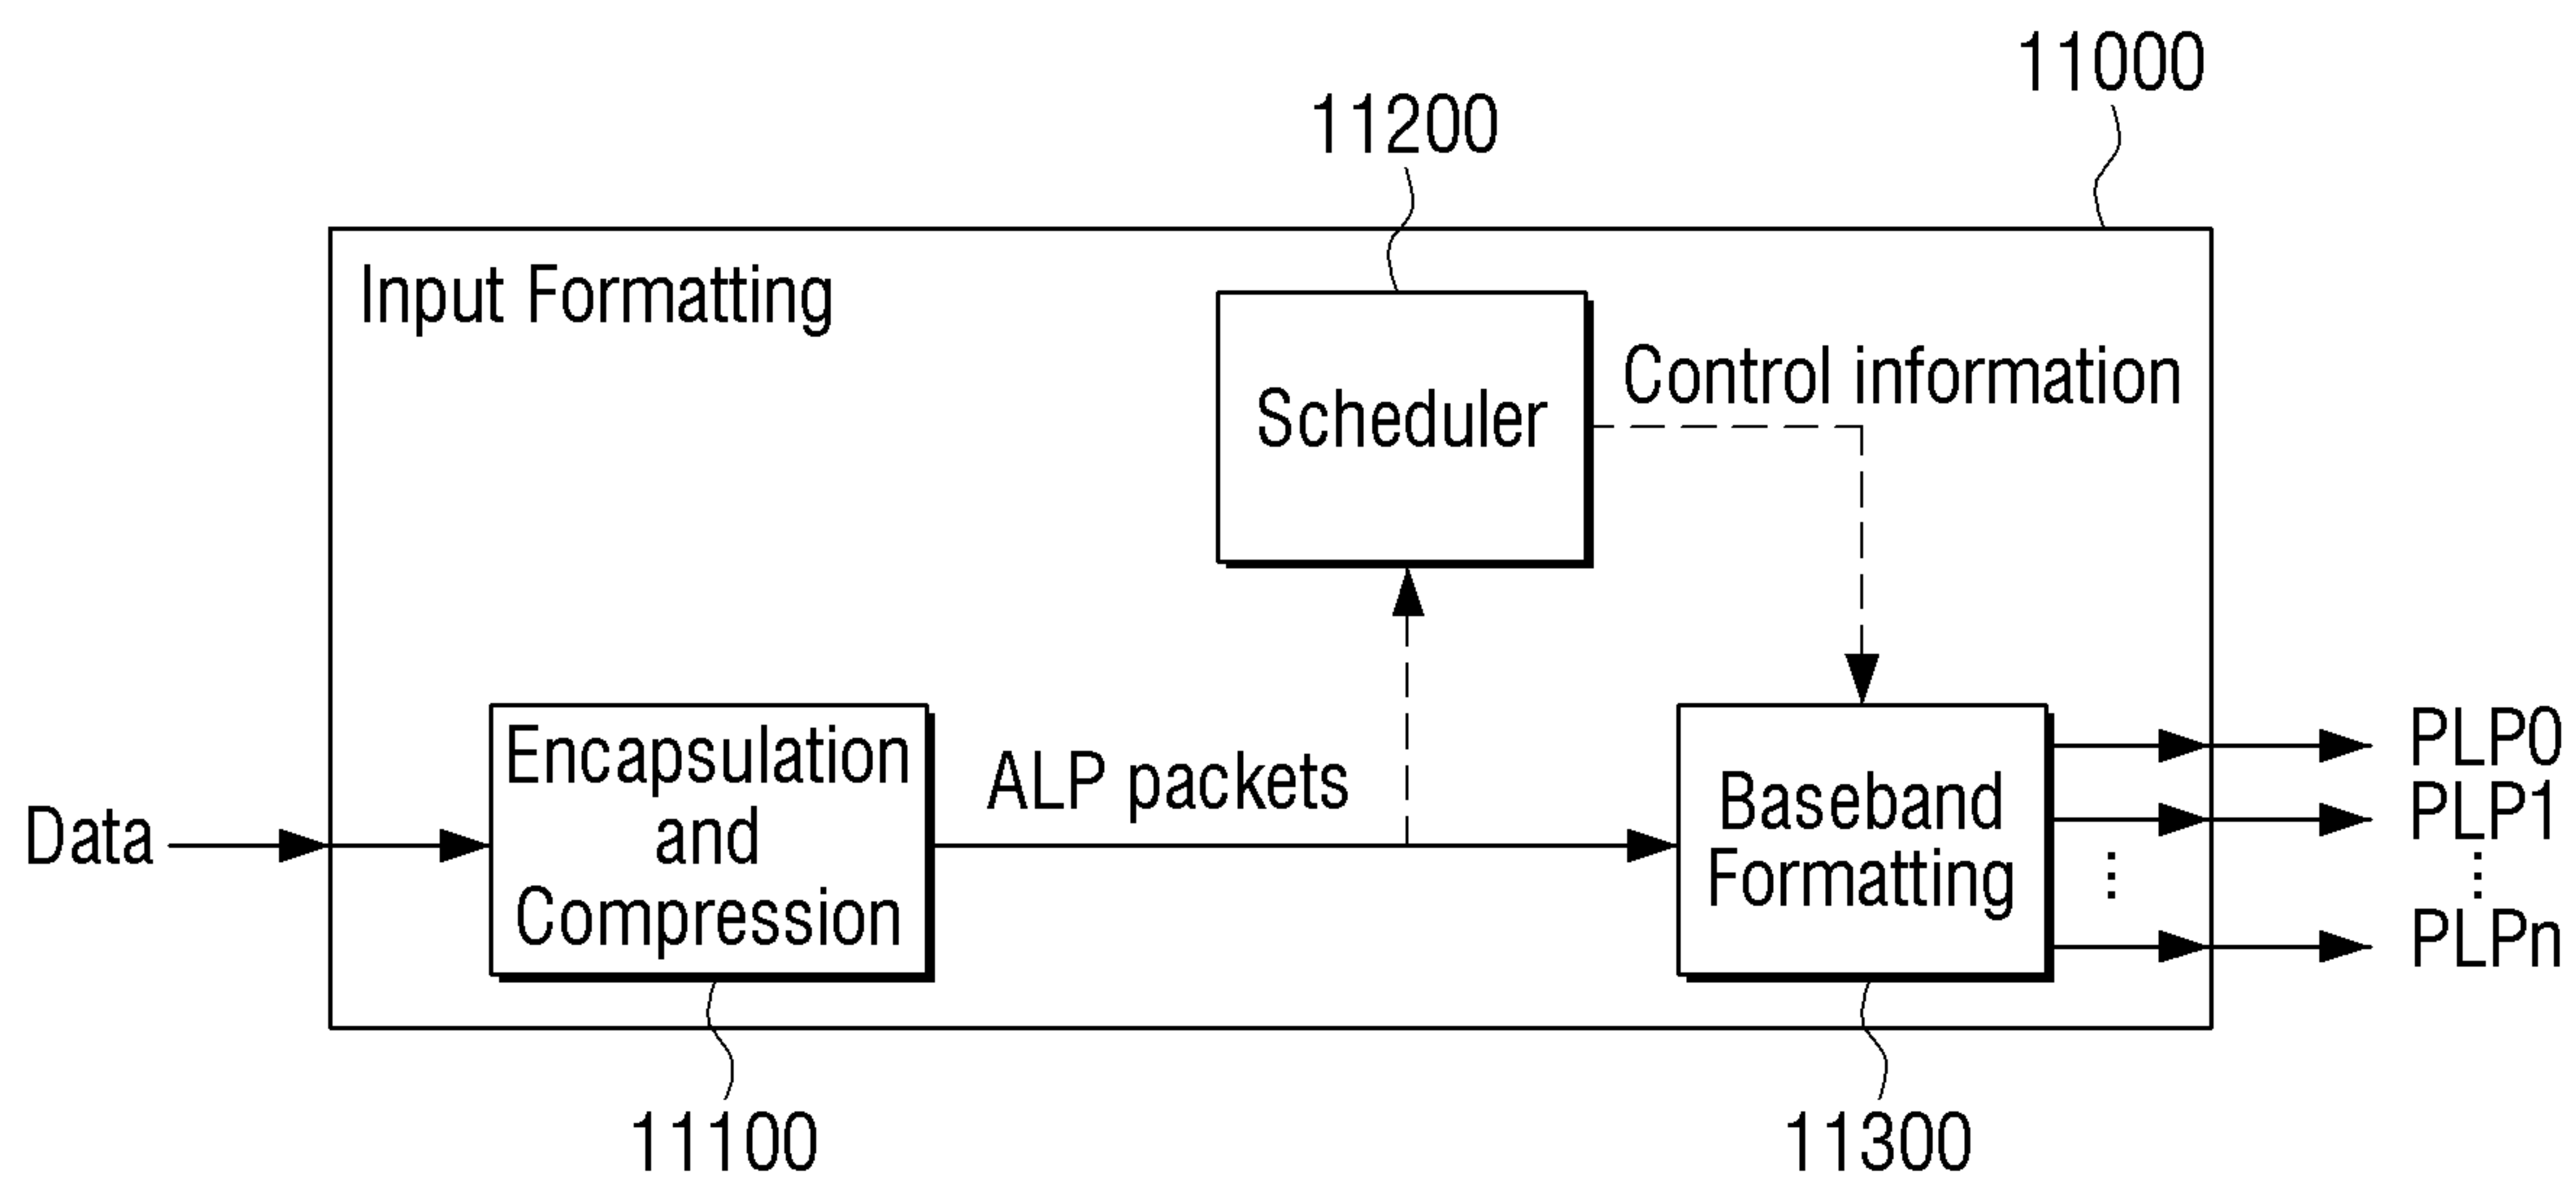 11000
11200
Input Formatting
Control information
Scheduler
PLP0
Encapsulation
and
Compression
ALP packets
Baseband
Formatting
PLP1
Data
PLPn
11100
11300